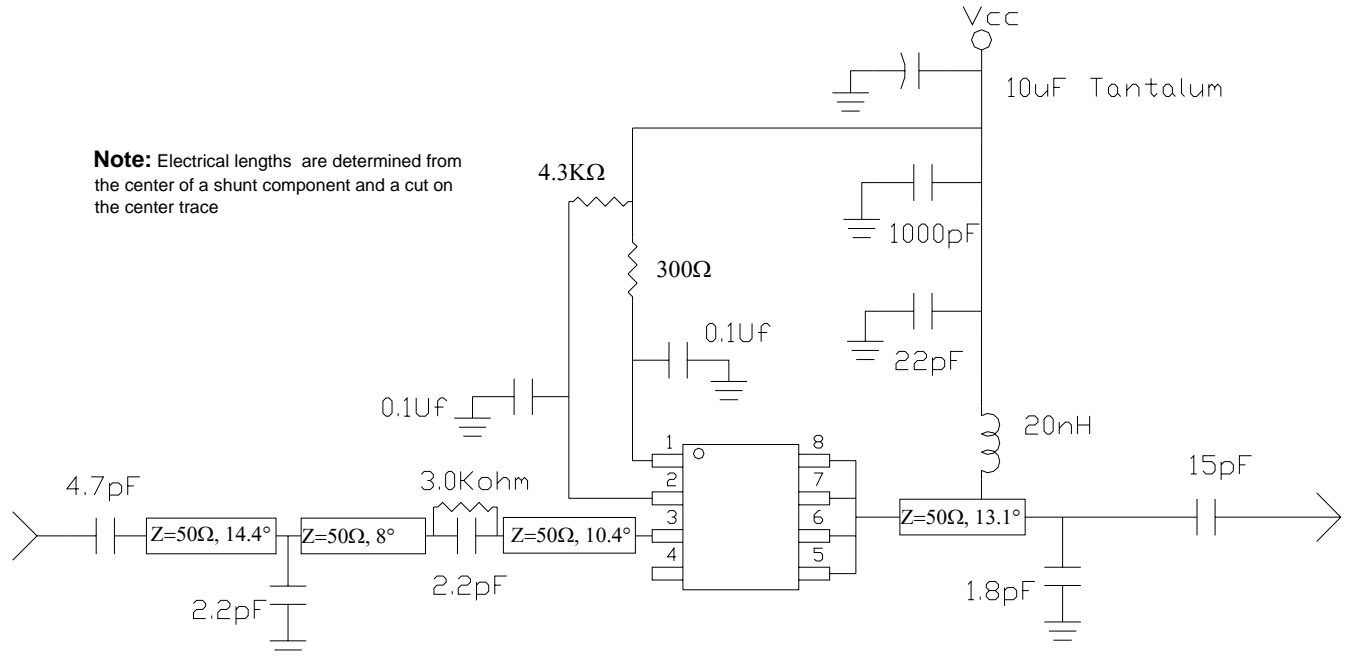 Vcc
10uF Tantalum
Note: Electrical lengths are determined from
the center of a shunt component and a cut on
the center trace
4.3KΩ
1000pF
300Ω
0.1Uf
22pF
0.1Uf
20nH
1
8
2
7
3
6
4
5
4.7pF
3.0Kohm
15pF
Z=50Ω, 14.4°
Z=50Ω, 8°
Z=50Ω, 10.4°
Z=50Ω, 13.1°
2.2pF
2.2pF
1.8pF